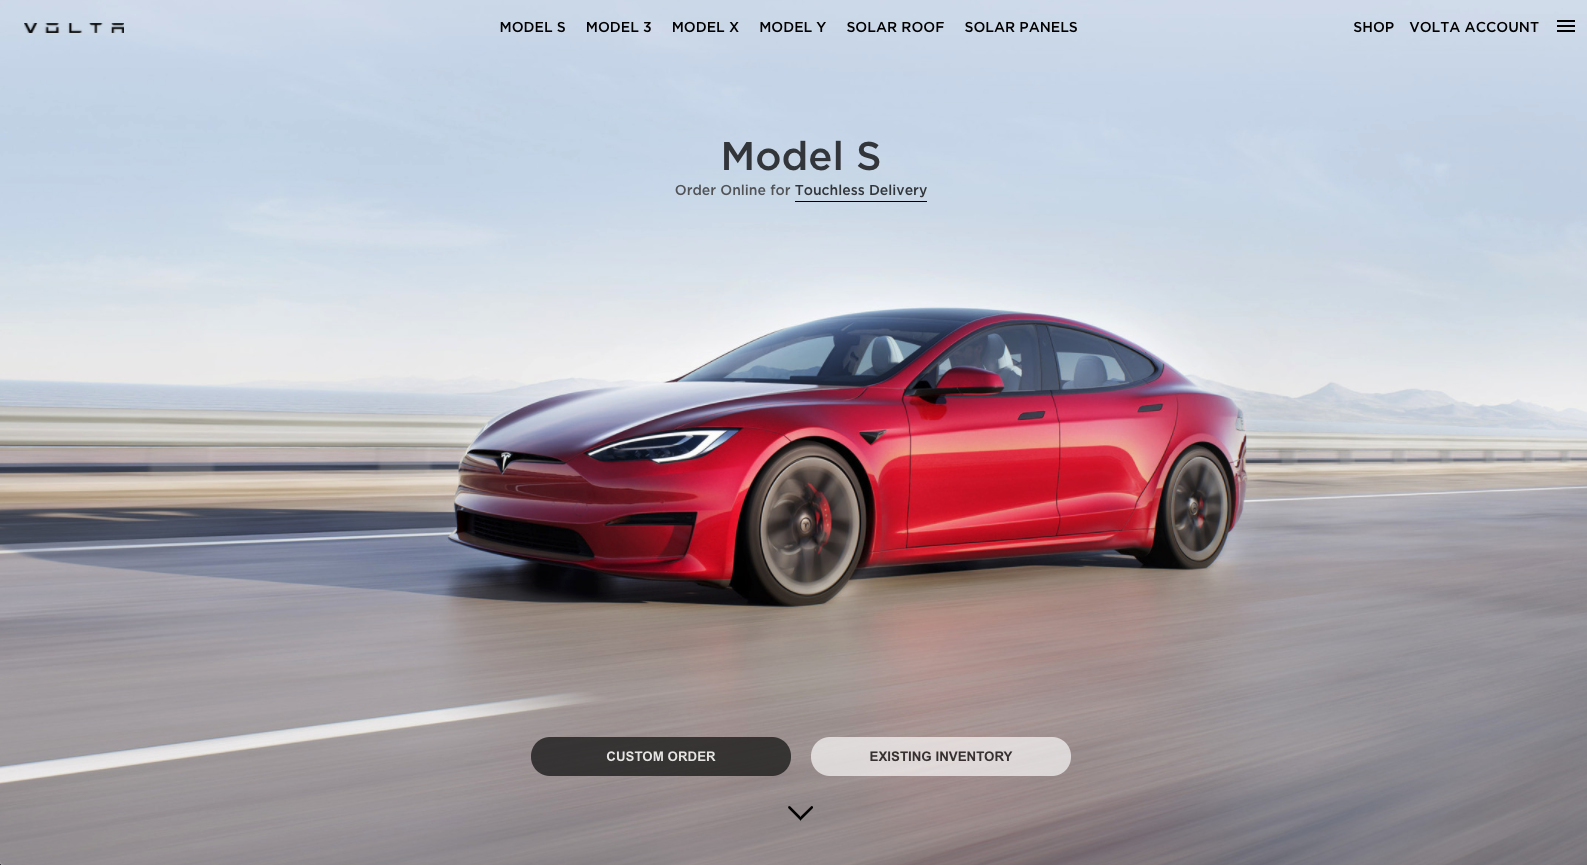 VOLTA MODEL S MODEL 3 MODEL X MODEL Y SOLAR ROOF SOLAR PANELS SHOP VOLTA ACCOUNT
Model S
Order Online for Touchless Delivery
CUSTOM ORDER EXISTING INVENTORY